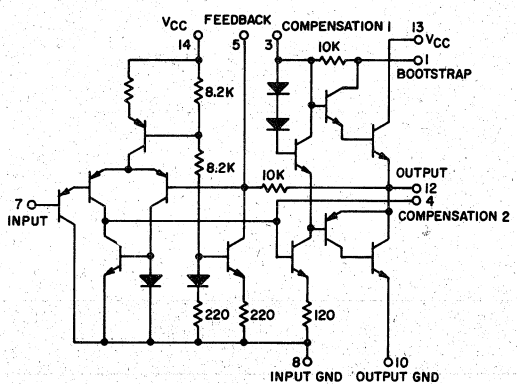 VCC FEEDBACK COMPENSATION 1
14 5 3 10K 13 VCC
1
BOOTSTRAP
8.2K
8.2K
10K OUTPUT
12
7 4
INPUT COMPENSATION 2
220 220 120
8 10
INPUT GND OUTPUT GND